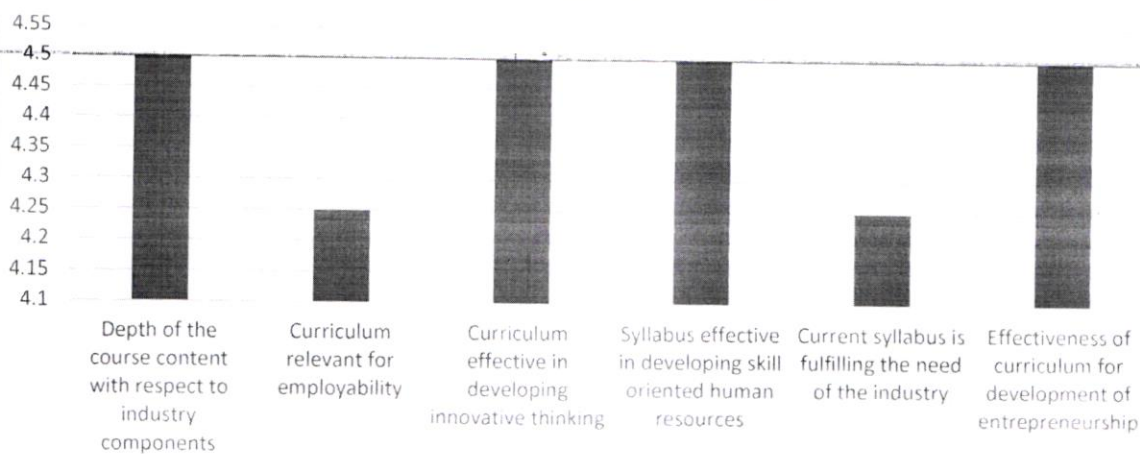 4.55
4.5
4.45
4.4
4.35
4.3
4.25
4.2
4.15
4.1
Depth of the
course content
with respect to
industry
components
Curriculum
relevant for
employability
Curriculum
effective in
developing
innovative thinking
Syllabus effective
in developing skill
oriented human
resources
Current syllabus is
fulfilling the need
of the industry
Effectiveness of
curriculum for
development of
entrepreneurship